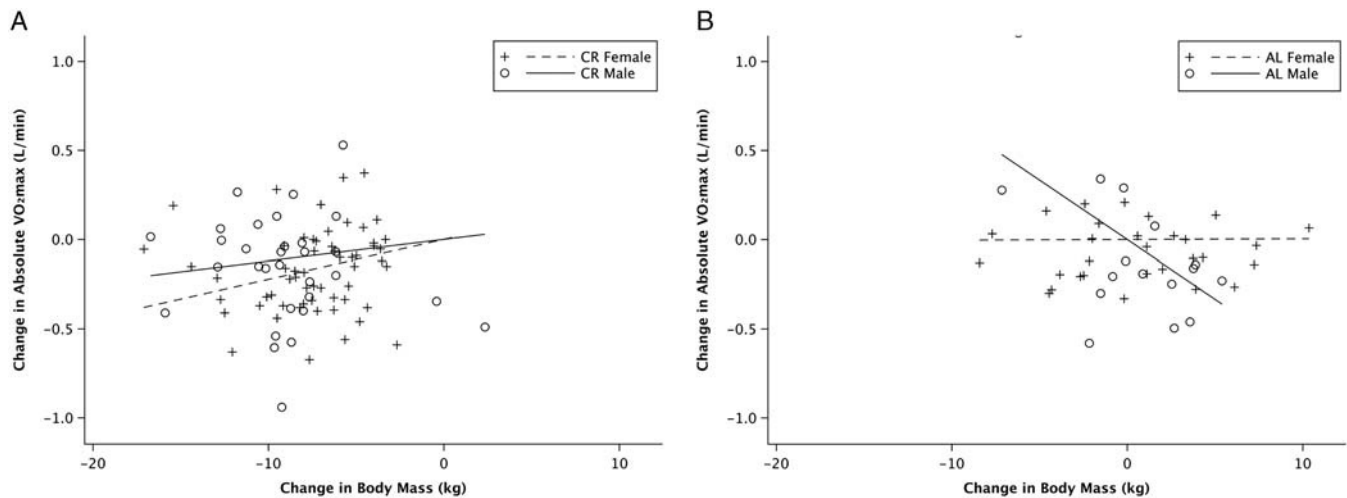 A
Change in Absolute VO₂max (L/min)
1.0
0.5
0.0
−0.5
−1.0
CR Female
CR Male
−20
−10
0
10
Change in Body Mass (kg)
B
Change in Absolute VO₂max (L/min)
1.0
0.5
0.0
−0.5
−1.0
AL Female
AL Male
−20
−10
0
10
Change in Body Mass (kg)